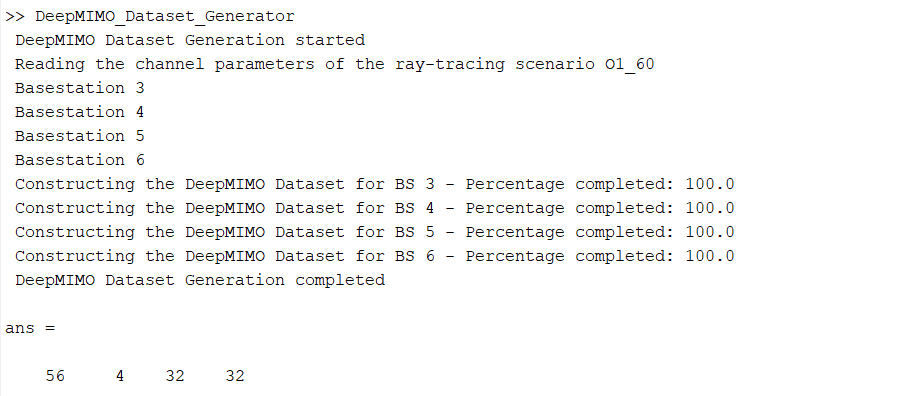 >> DeepMIMO_Dataset_Generator
DeepMIMO Dataset Generation started
Reading the channel parameters of the ray-tracing scenario O1_60
Basestation 3
Basestation 4
Basestation 5
Basestation 6
Constructing the DeepMIMO Dataset for BS 3 - Percentage completed: 100.0
Constructing the DeepMIMO Dataset for BS 4 - Percentage completed: 100.0
Constructing the DeepMIMO Dataset for BS 5 - Percentage completed: 100.0
Constructing the DeepMIMO Dataset for BS 6 - Percentage completed: 100.0
DeepMIMO Dataset Generation completed
ans =
56 4 32 32